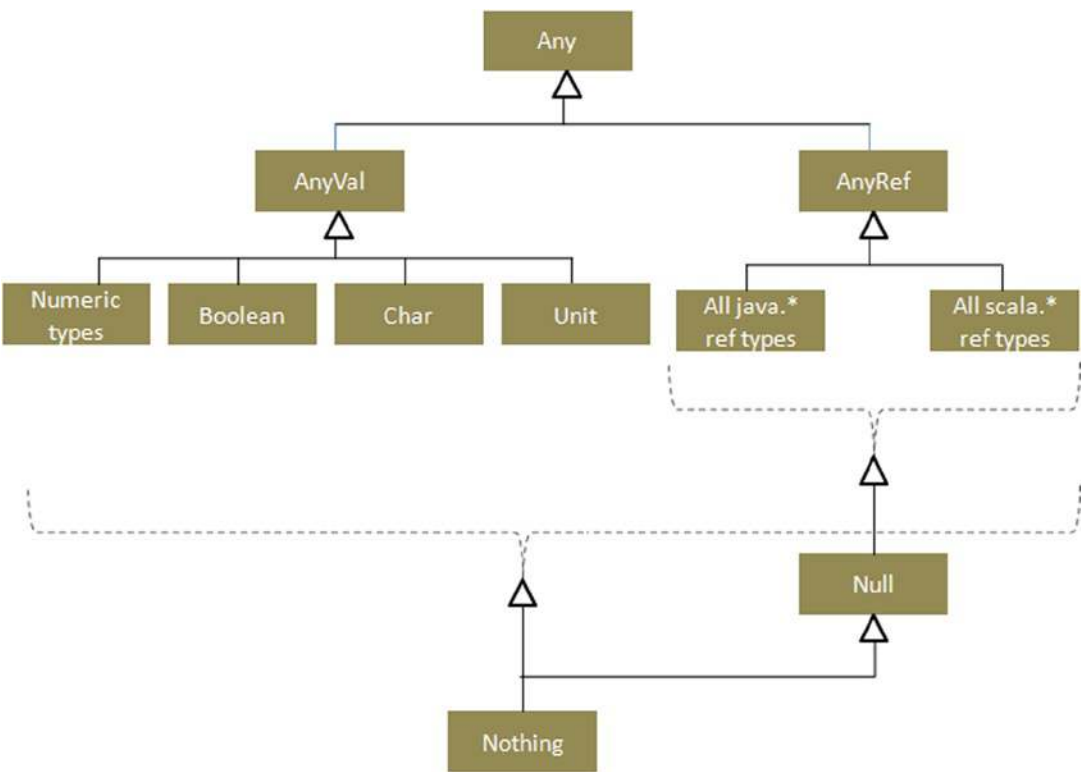 Any
AnyVal
AnyRef
Numeric
types
Boolean
Char
Unit
All java.*
ref types
All scala.*
ref types
Null
Nothing